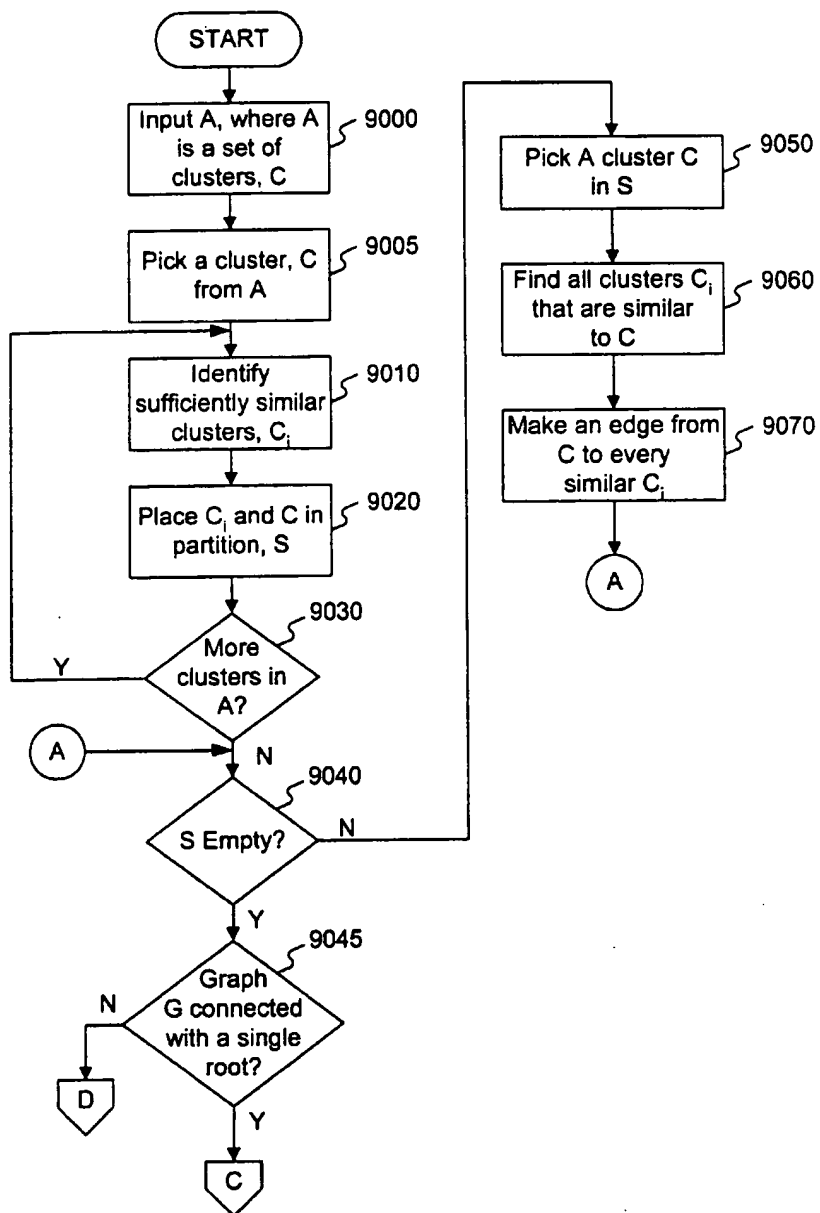 START
Input A, where A
is a set of
clusters, C
9000
Pick a cluster, C
from A
9005
Identify
sufficiently similar
clusters, Ci
9010
Place Ci and C in
partition, S
9020
More
clusters in
A?
9030
Y
N
A
S Empty?
9040
N
Y
Graph
G connected
with a single
root?
9045
N
Y
D
C
Pick A cluster C
in S
9050
Find all clusters Ci
that are similar
to C
9060
Make an edge from
C to every
similar Ci
9070
A